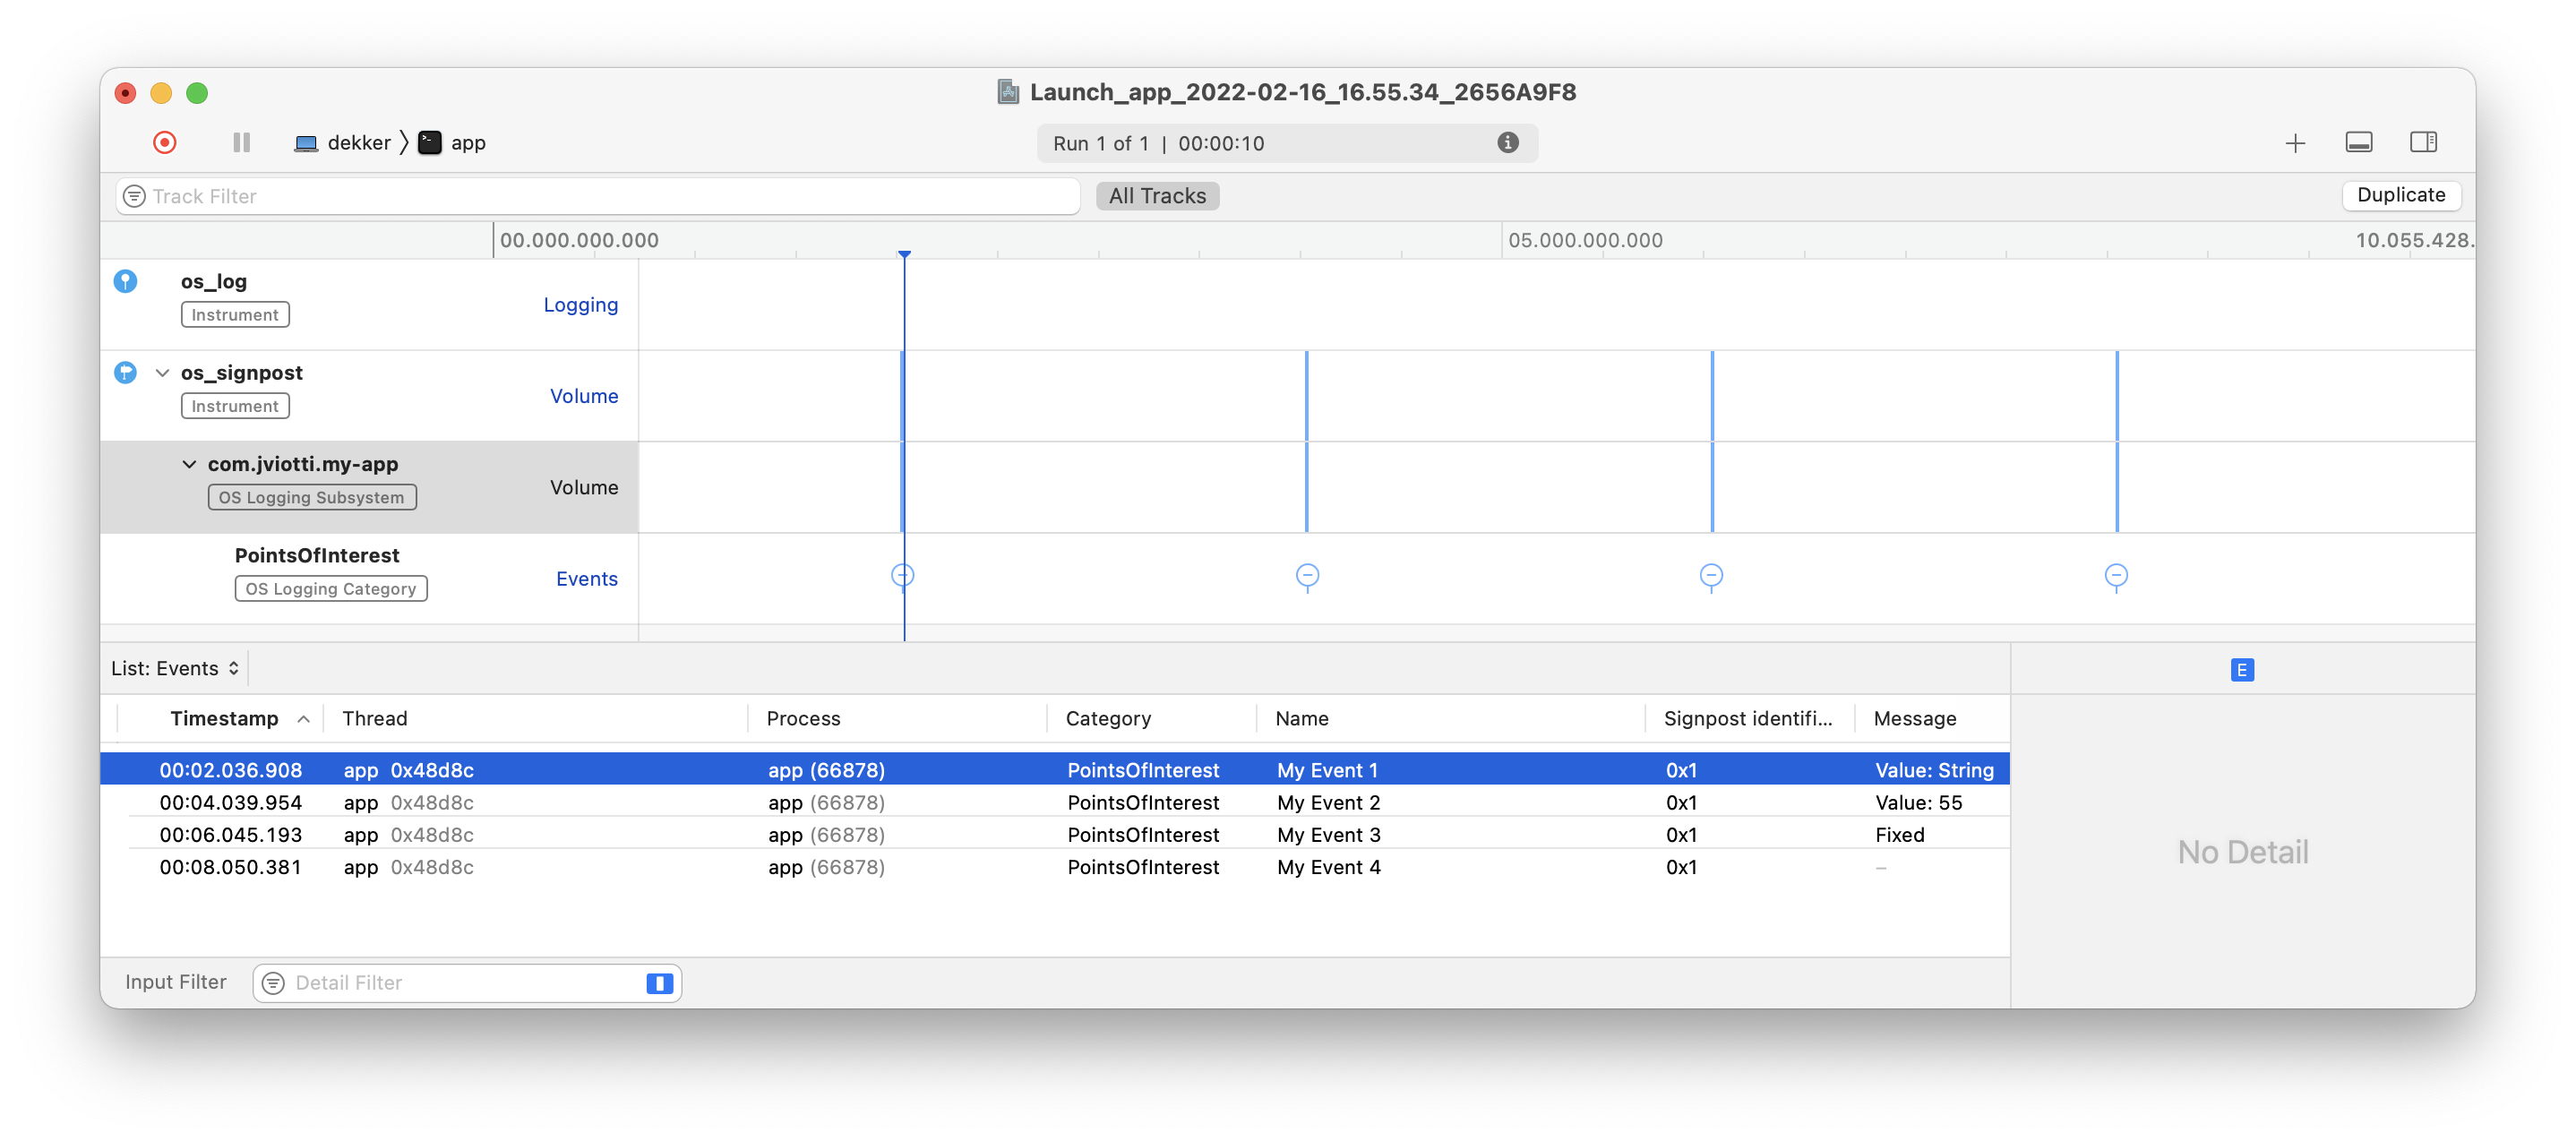 Launch_app_2022-02-16_16.55.34_2656A9F8
dekker app
Run 1 of 1 | 00:00:10
Track Filter
All Tracks
Duplicate
00.000.000.000
05.000.000.000
10.055.428.
os_log
Instrument
Logging
os_signpost
Instrument
Volume
com.jviotti.my-app
OS Logging Subsystem
Volume
PointsOfInterest
OS Logging Category
Events
List: Events
E
Timestamp Thread Process Category Name Signpost identifi... Message
00:02.036.908 app 0x48d8c app (66878) PointsOfInterest My Event 1 0x1 Value: String
00:04.039.954 app 0x48d8c app (66878) PointsOfInterest My Event 2 0x1 Value: 55
00:06.045.193 app 0x48d8c app (66878) PointsOfInterest My Event 3 0x1 Fixed
00:08.050.381 app 0x48d8c app (66878) PointsOfInterest My Event 4 0x1 –
No Detail
Input Filter
Detail Filter